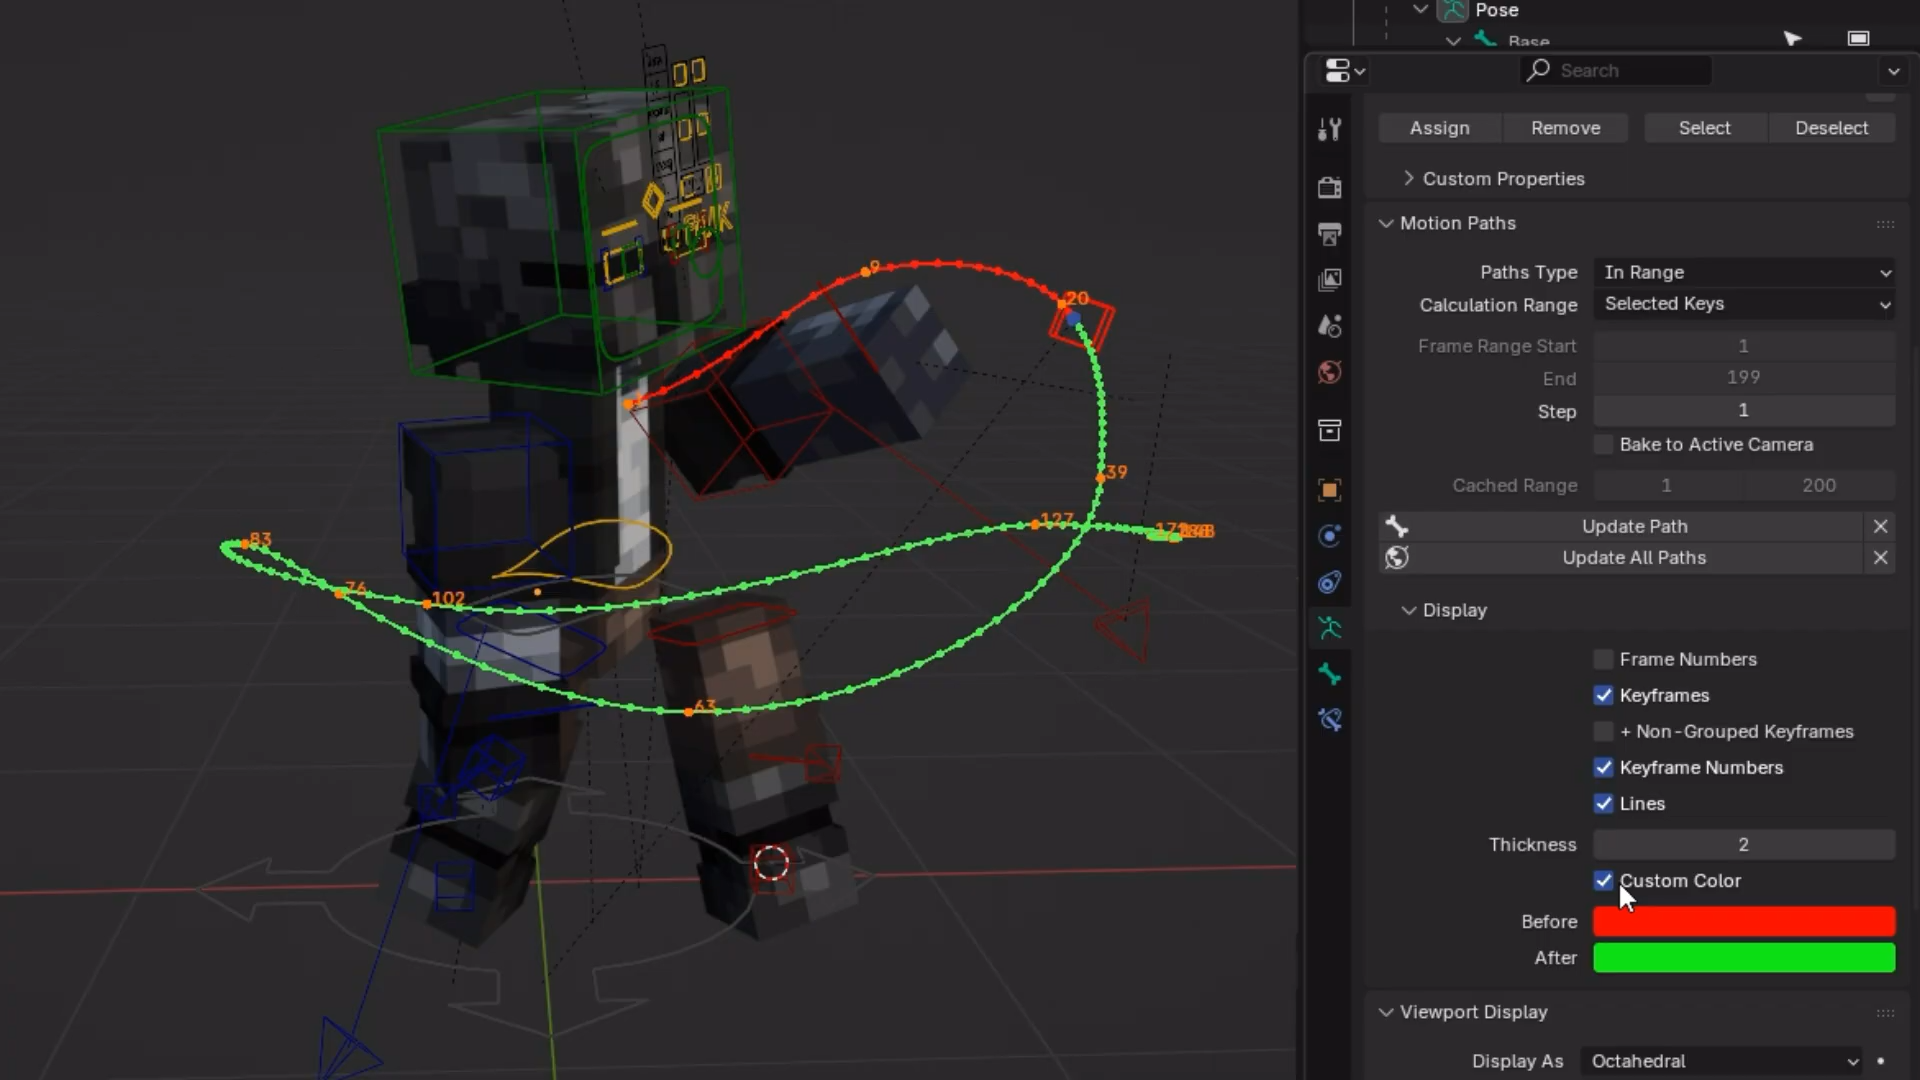 Pose
Base
Search
Assign Remove Select Deselect
Custom Properties
Motion Paths
Paths Type In Range
Calculation Range Selected Keys
Frame Range Start 1
End 199
Step 1
Bake to Active Camera
Cached Range 1 200
Update Path
Update All Paths
Display
Frame Numbers
Keyframes
+ Non-Grouped Keyframes
Keyframe Numbers
Lines
Thickness 2
Custom Color
Before
After
Viewport Display
Display As Octahedral
9
20
39
127
83
76
102
63